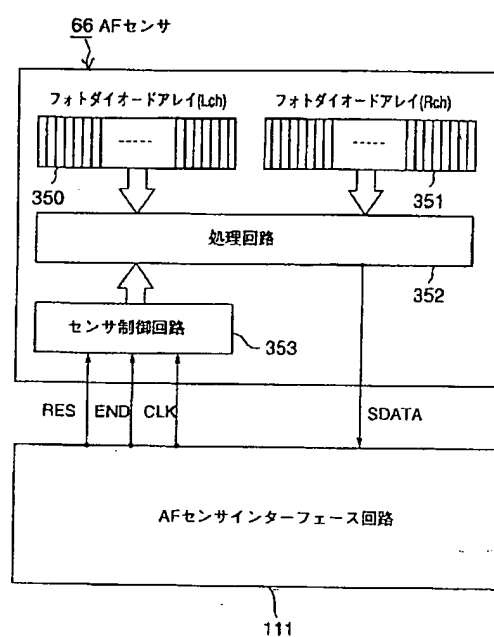 66 AFセンサ
フォトダイオードアレイ(Lch)
フォトダイオードアレイ(Rch)
350
351
処理回路
352
センサ制御回路
353
RES
END
CLK
SDATA
AFセンサインターフェース回路
111